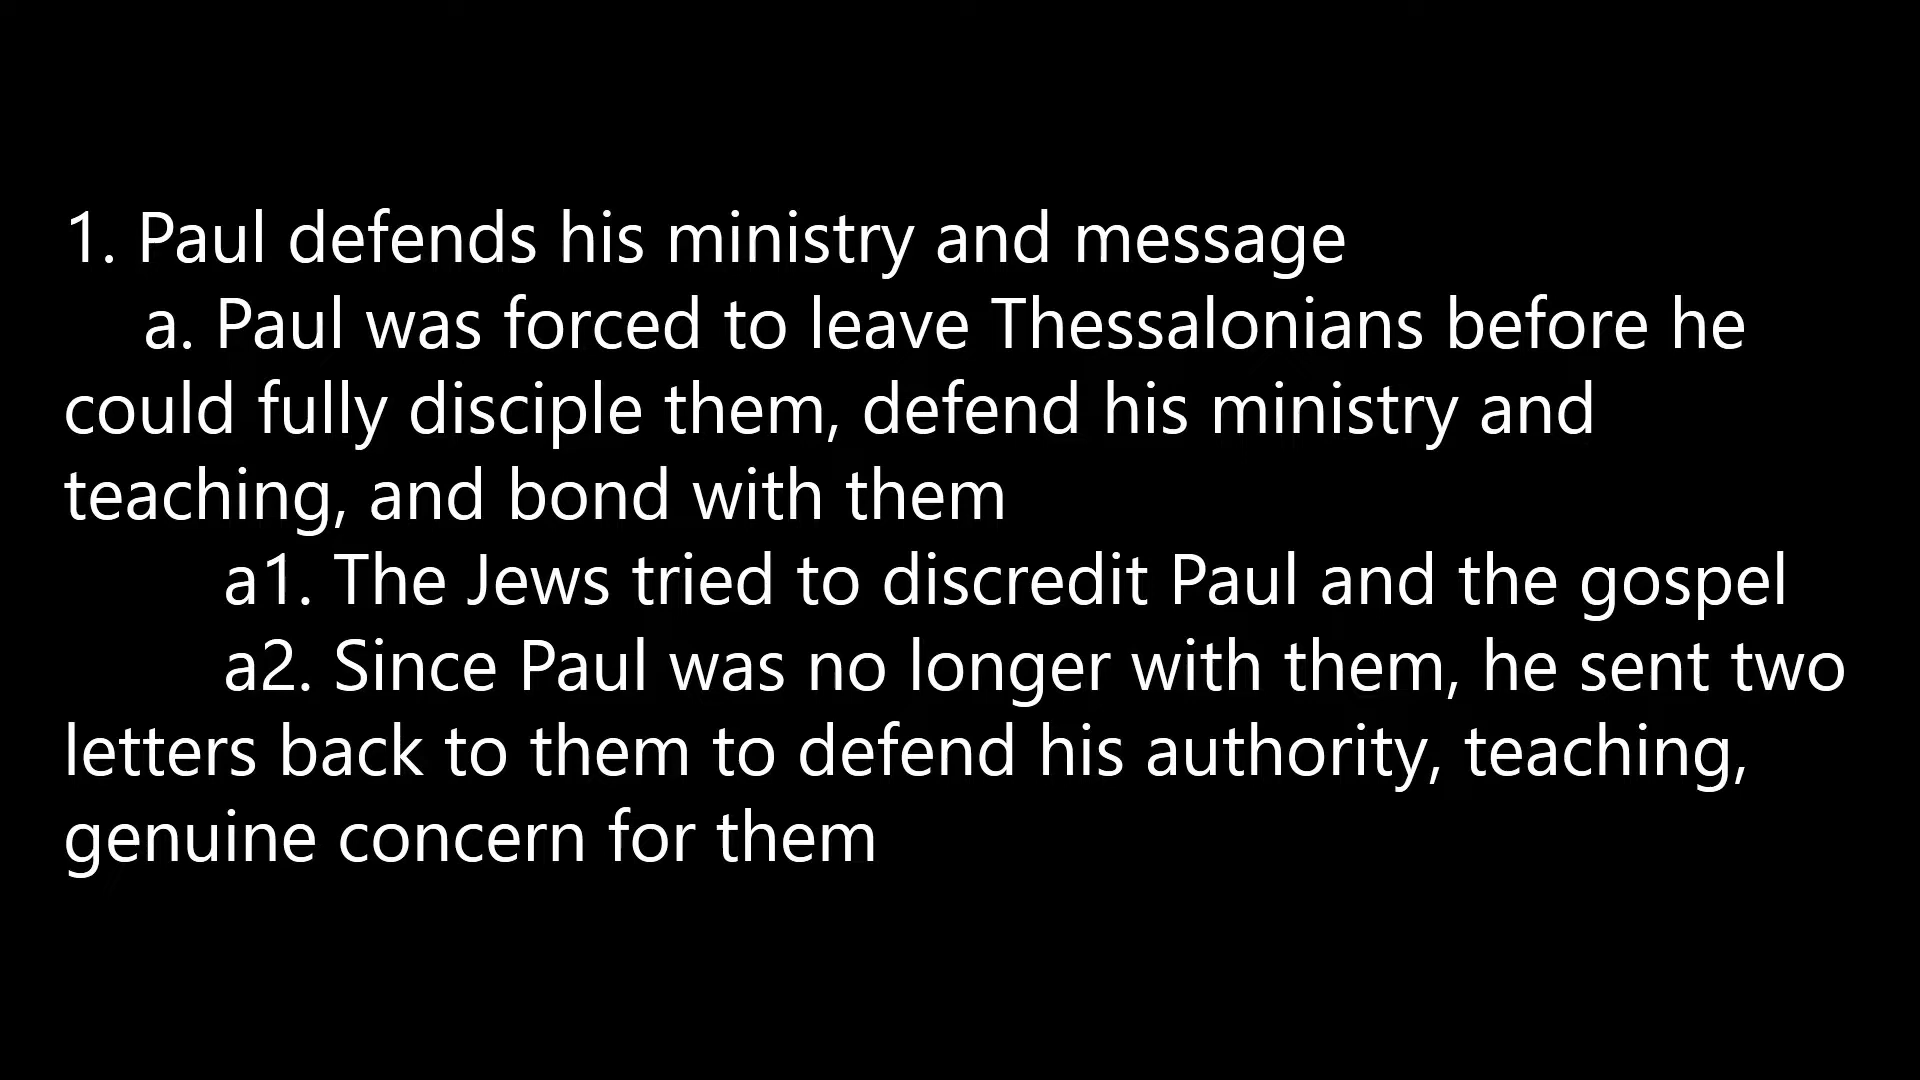 1. Paul defends his ministry and message
a. Paul was forced to leave Thessalonians before he
could fully disciple them, defend his ministry and
teaching, and bond with them
a1. The Jews tried to discredit Paul and the gospel
a2. Since Paul was no longer with them, he sent two
letters back to them to defend his authority, teaching,
genuine concern for them